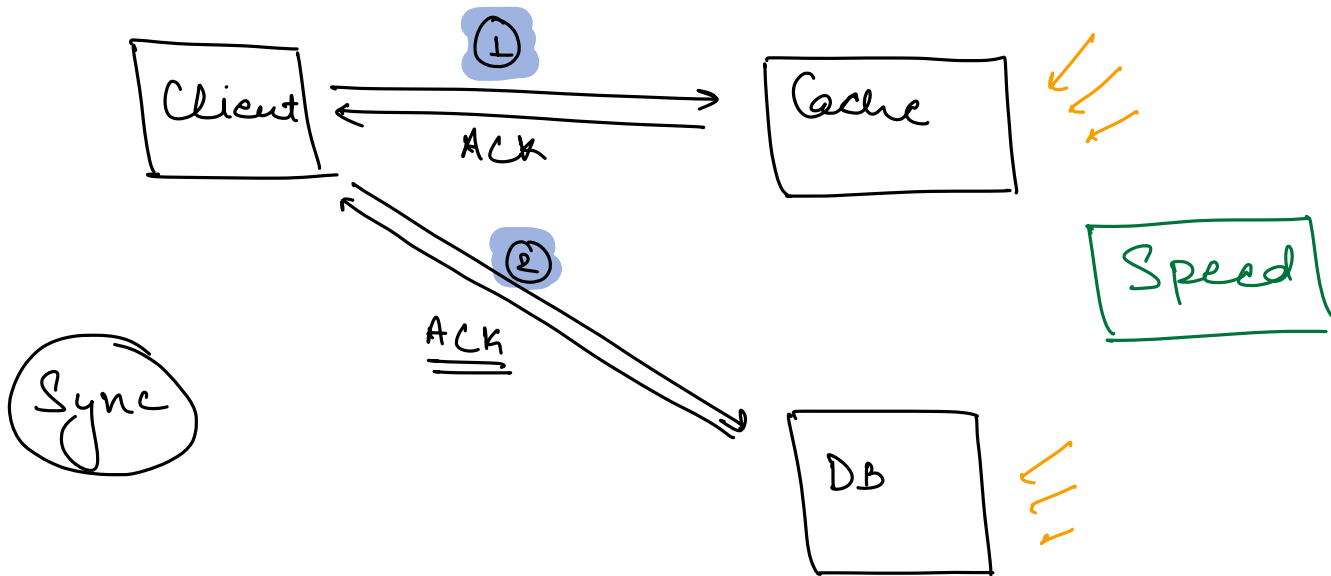 1
Client
Cache
ACK
Speed
2
ACK
Sync
DB